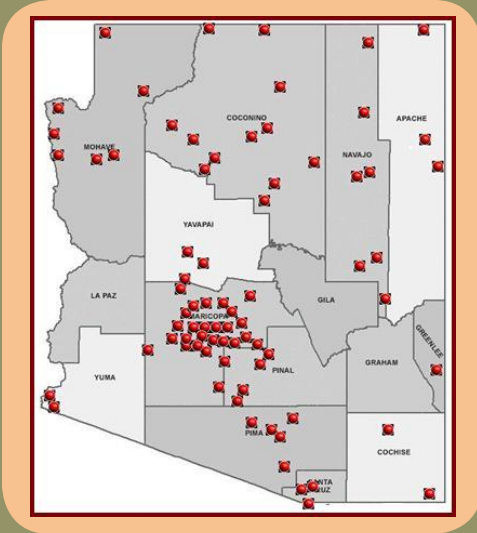 COCONINO
APACHE
MOHAVE
NAVAJO
YAVAPAI
LA PAZ
GILA
MARICOPA
GREENLEE
GRAHAM
PINAL
YUMA
PIMA
COCHISE